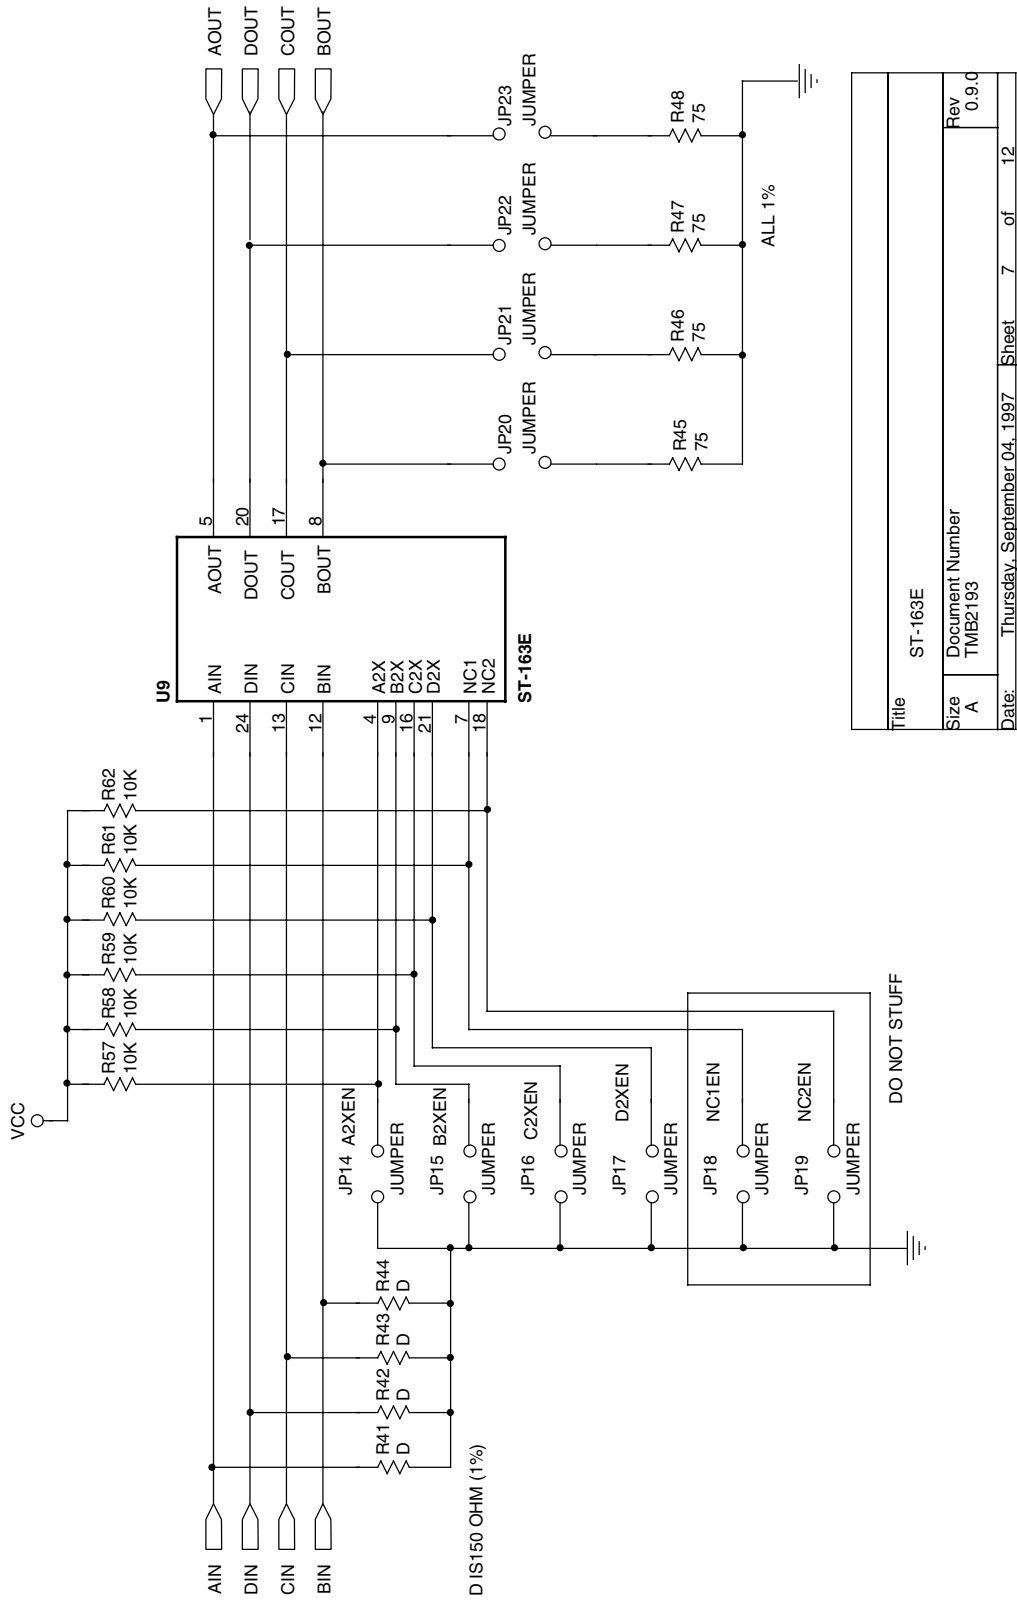 VCC
R57
10K
R58
10K
R59
10K
R60
10K
R61
10K
R62
10K
AIN
DIN
CIN
BIN
1
24
13
12
4
9
16
21
7
18
U9
AIN
DIN
CIN
BIN
A2X
B2X
C2X
D2X
NC1
NC2
AOUT
DOUT
COUT
BOUT
ST-163E
5
20
17
8
AOUT
DOUT
COUT
BOUT
R41
D
R42
D
R43
D
R44
D
D IS150 OHM (1%)
JP14 A2XEN
JUMPER
JP15 B2XEN
JUMPER
JP16 C2XEN
JUMPER
JP17 D2XEN
JUMPER
JP18 NC1EN
JUMPER
JP19 NC2EN
JUMPER
DO NOT STUFF
JP20
JUMPER
JP21
JUMPER
JP22
JUMPER
JP23
JUMPER
R45
75
R46
75
R47
75
R48
75
ALL 1%
Title
ST-163E
Size
A
Document Number
TMB2193
Rev
0.9.0
Date: Thursday, September 04, 1997 Sheet 7 of 12